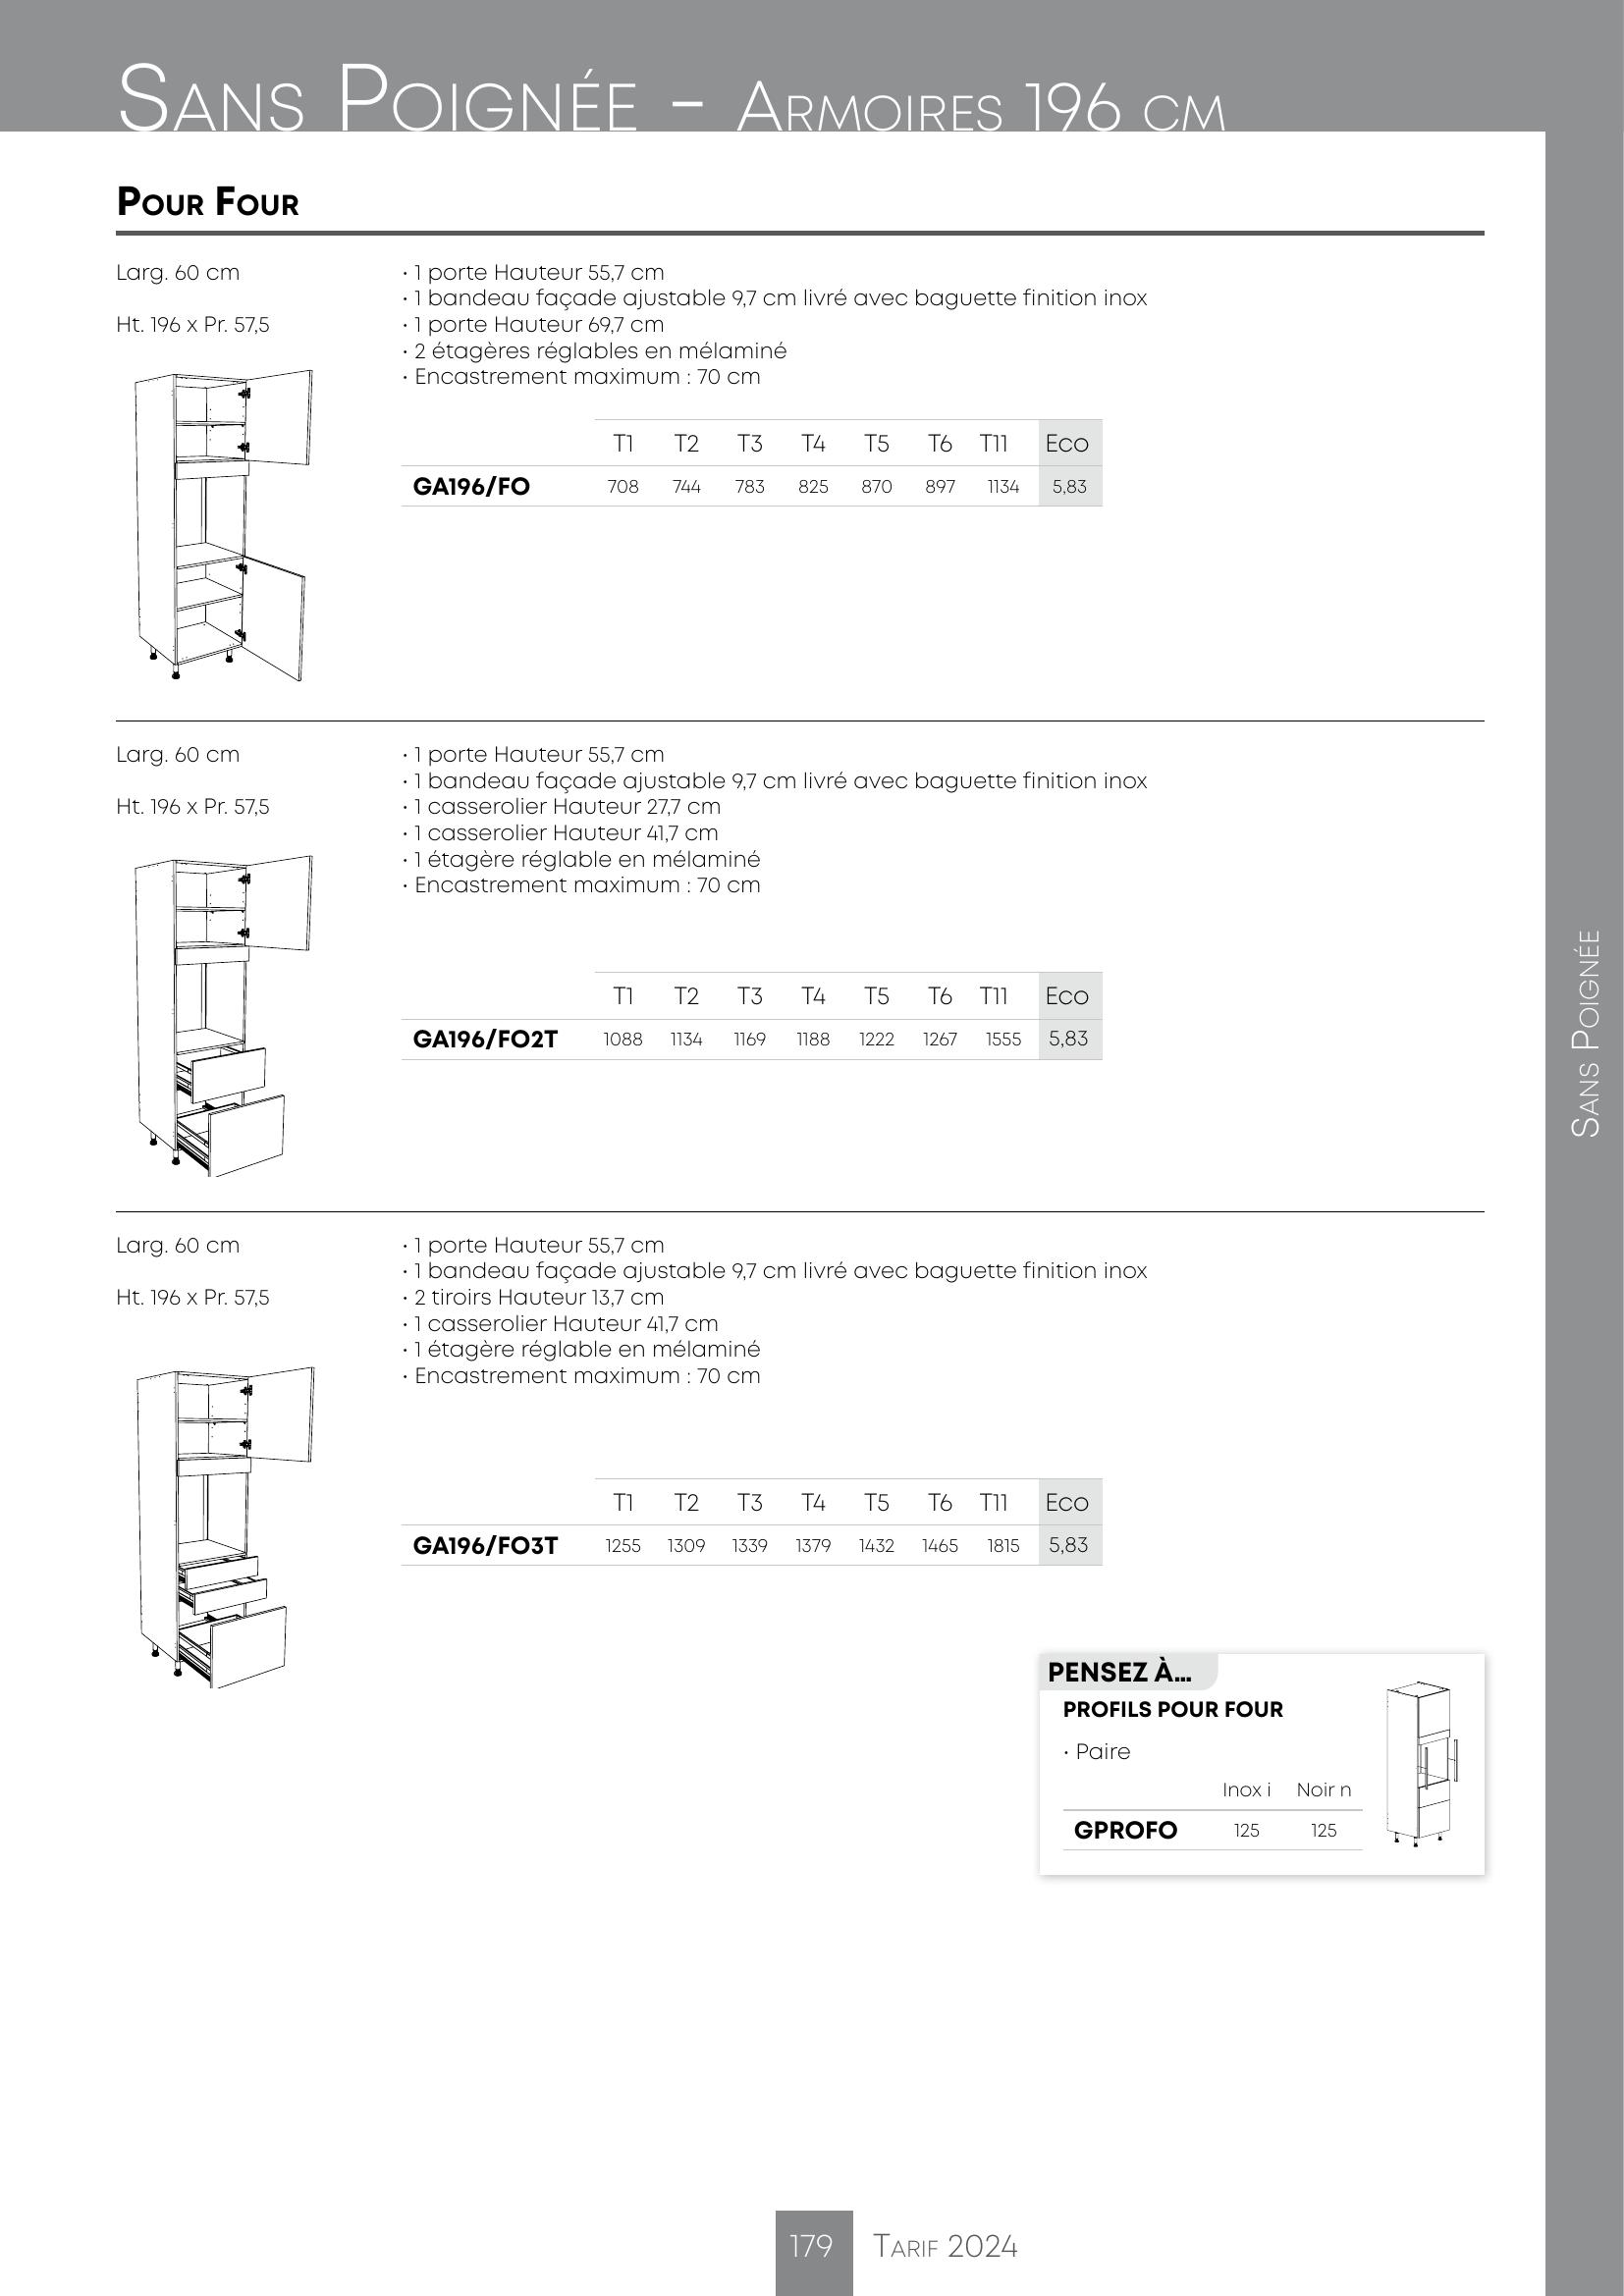 Sans Poignée - Armoires 196 cm
Pour Four
Larg. 60 cm
Ht. 196 x Pr. 57,5
· 1 porte Hauteur 55,7 cm
· 1 bandeau façade ajustable 9,7 cm livré avec baguette finition inox
· 1 porte Hauteur 69,7 cm
· 2 étagères réglables en mélaminé
· Encastrement maximum : 70 cm
T1 T2 T3 T4 T5 T6 T11 Eco
GA196/FO 708 744 783 825 870 897 1134 5,83
Larg. 60 cm
Ht. 196 x Pr. 57,5
· 1 porte Hauteur 55,7 cm
· 1 bandeau façade ajustable 9,7 cm livré avec baguette finition inox
· 1 casserolier Hauteur 27,7 cm
· 1 casserolier Hauteur 41,7 cm
· 1 étagère réglable en mélaminé
· Encastrement maximum : 70 cm
T1 T2 T3 T4 T5 T6 T11 Eco
GA196/FO2T 1088 1134 1169 1188 1222 1267 1555 5,83
Larg. 60 cm
Ht. 196 x Pr. 57,5
· 1 porte Hauteur 55,7 cm
· 1 bandeau façade ajustable 9,7 cm livré avec baguette finition inox
· 2 tiroirs Hauteur 13,7 cm
· 1 casserolier Hauteur 41,7 cm
· 1 étagère réglable en mélaminé
· Encastrement maximum : 70 cm
T1 T2 T3 T4 T5 T6 T11 Eco
GA196/FO3T 1255 1309 1339 1379 1432 1465 1815 5,83
PENSEZ À...
PROFILS POUR FOUR
· Paire
Inox i Noir n
GPROFO 125 125
Sans Poignée
179 Tarif 2024